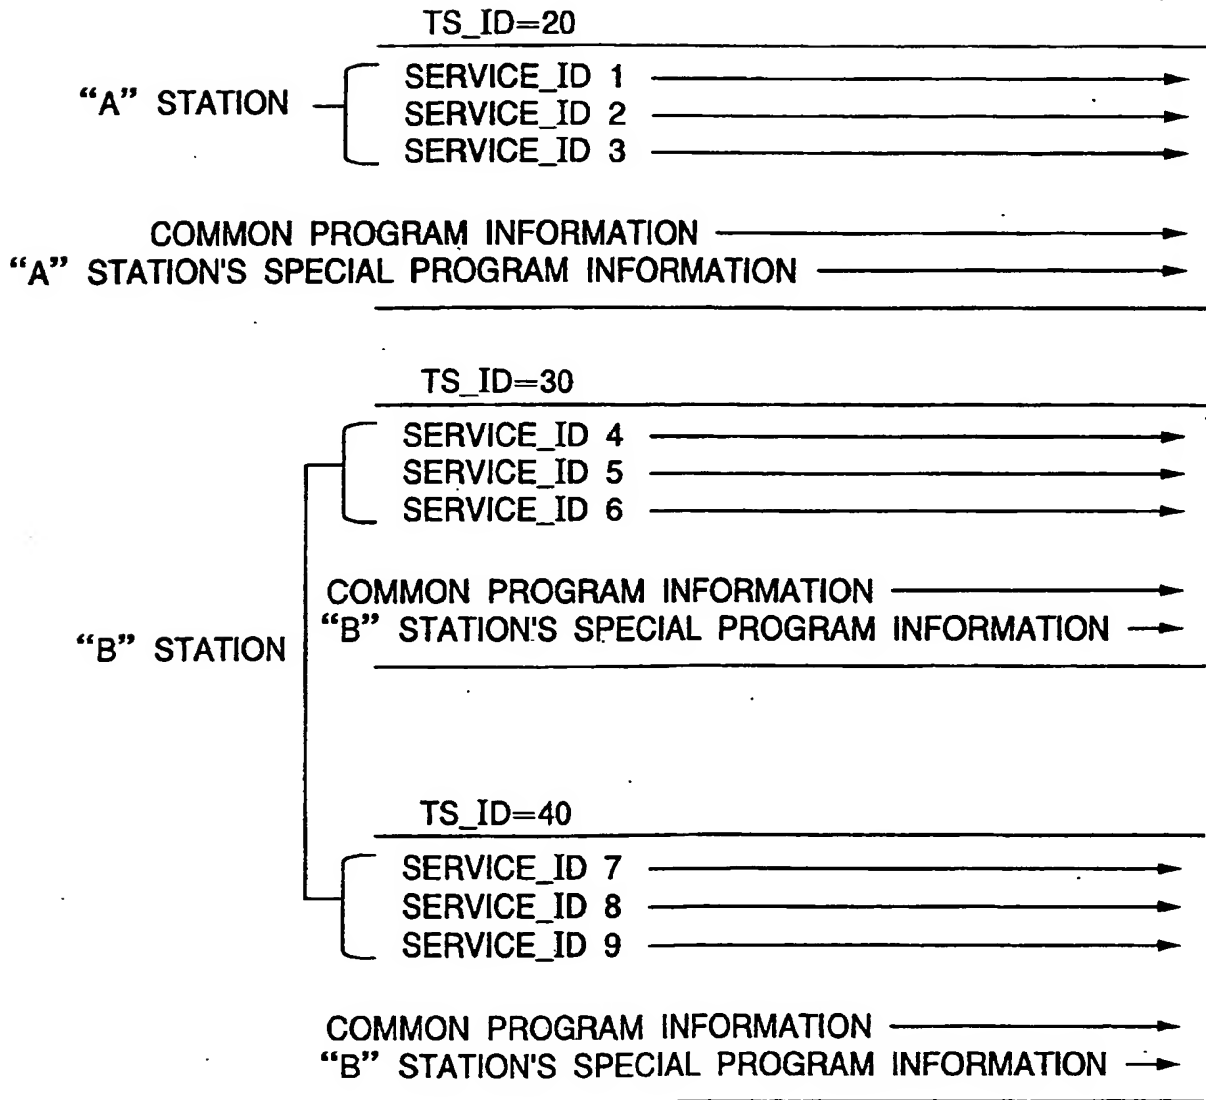 TS_ID=20
SERVICE_ID 1
“A” STATION
SERVICE_ID 2
SERVICE_ID 3
COMMON PROGRAM INFORMATION
“A” STATION'S SPECIAL PROGRAM INFORMATION
TS_ID=30
SERVICE_ID 4
SERVICE_ID 5
SERVICE_ID 6
COMMON PROGRAM INFORMATION
“B” STATION'S SPECIAL PROGRAM INFORMATION
“B” STATION
TS_ID=40
SERVICE_ID 7
SERVICE_ID 8
SERVICE_ID 9
COMMON PROGRAM INFORMATION
“B” STATION'S SPECIAL PROGRAM INFORMATION